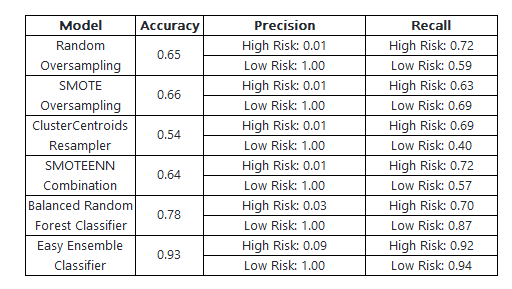 Model Accuracy Precision Recall
Random Oversampling 0.65 High Risk: 0.01 High Risk: 0.72
Low Risk: 1.00 Low Risk: 0.59
SMOTE Oversampling 0.66 High Risk: 0.01 High Risk: 0.63
Low Risk: 1.00 Low Risk: 0.69
ClusterCentroids Resampler 0.54 High Risk: 0.01 High Risk: 0.69
Low Risk: 1.00 Low Risk: 0.40
SMOTEENN Combination 0.64 High Risk: 0.01 High Risk: 0.72
Low Risk: 1.00 Low Risk: 0.57
Balanced Random Forest Classifier 0.78 High Risk: 0.03 High Risk: 0.70
Low Risk: 1.00 Low Risk: 0.87
Easy Ensemble Classifier 0.93 High Risk: 0.09 High Risk: 0.92
Low Risk: 1.00 Low Risk: 0.94